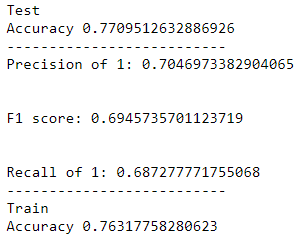 Test
Accuracy 0.7709512632886926
--------------------------
Precision of 1: 0.7046973382904065
F1 score: 0.6945735701123719
Recall of 1: 0.687277771755068
--------------------------
Train
Accuracy 0.76317758280623